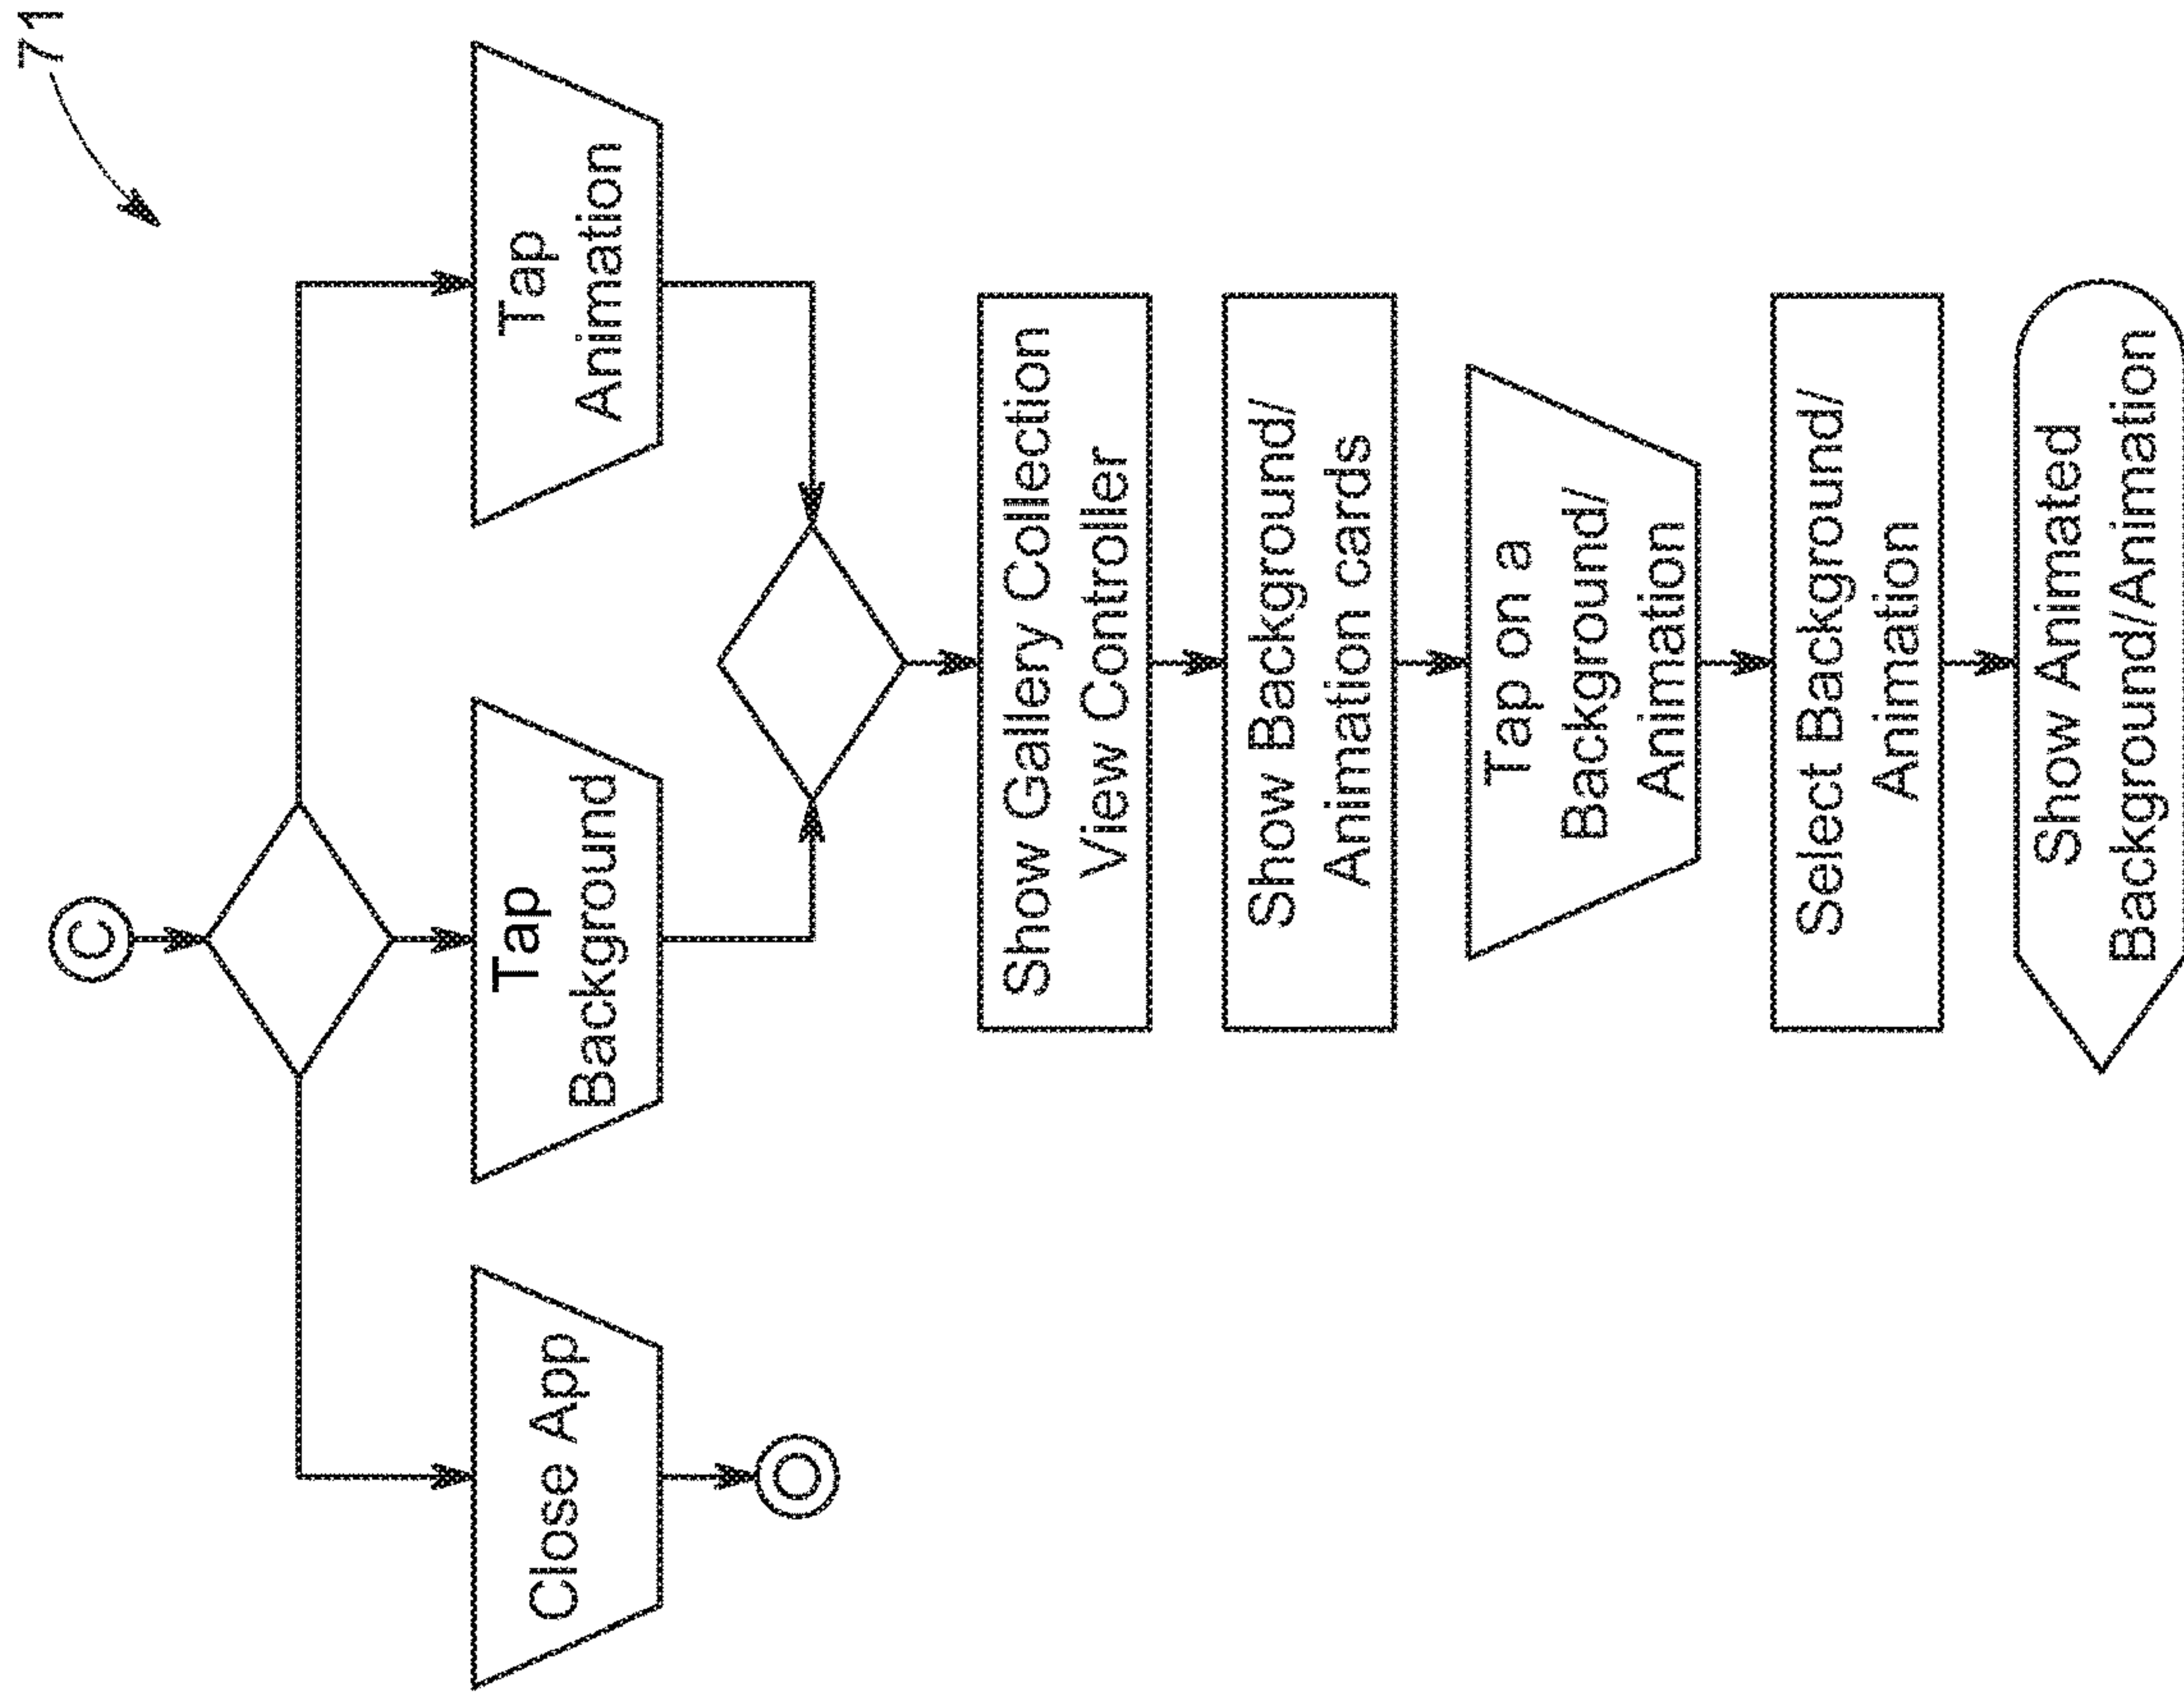 71
C
Close App
Tap
Background
Tap
Animation
Show Gallery Collection
View Controller
Show Background/
Animation cards
Tap on a
Background/
Animation
Select Background/
Animation
Show Animated
Background/Animation